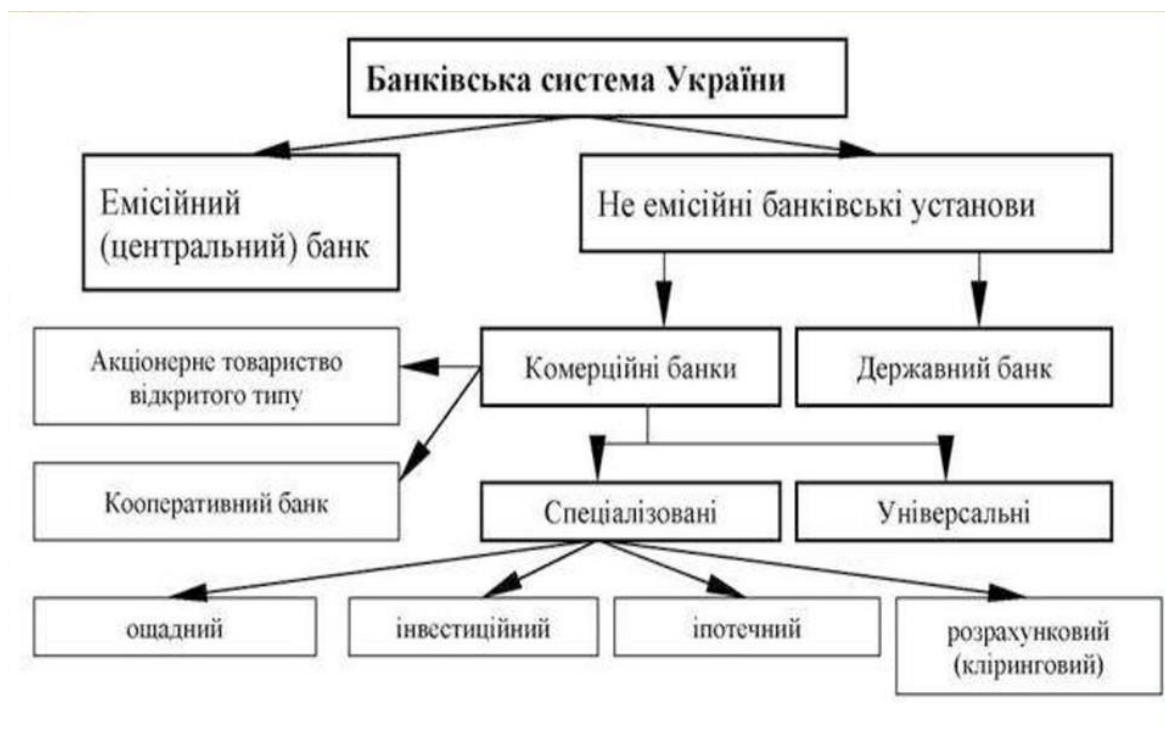 Банківська система України
Емісійний
(центральний) банк
Не емісійні банківські установи
Акціонерне товариство
відкритого типу
Комерційні банки
Державний банк
Кооперативний банк
Спеціалізовані
Універсальні
ощадний
інвестиційний
іпотечний
розрахунковий
(кліринговий)